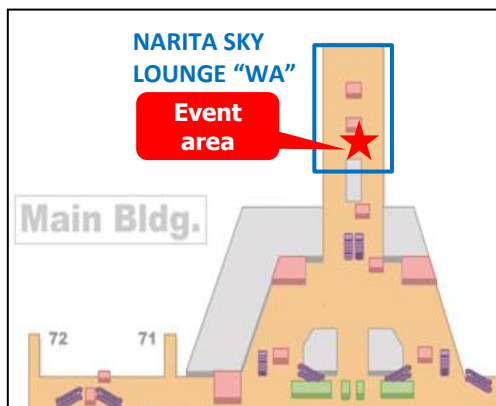 NARITA SKY
LOUNGE “WA”
Event
area
Main Bldg.
72
71